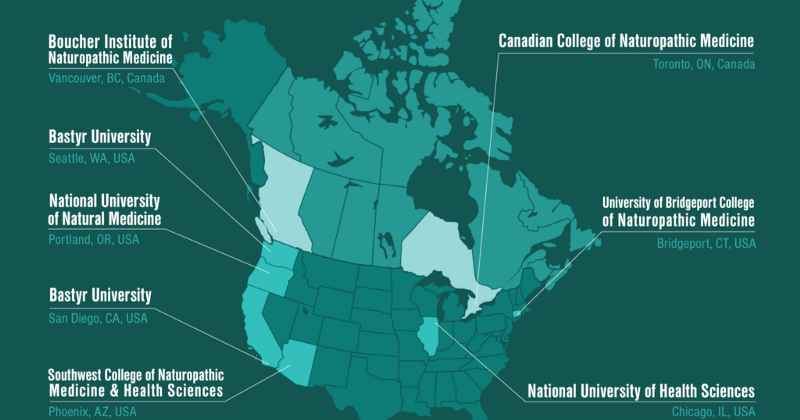 Boucher Institute of
Naturopathic Medicine
Vancouver, BC, Canada
Bastyr University
Seattle, WA, USA
National University
of Natural Medicine
Portland, OR, USA
Bastyr University
San Diego, CA, USA
Southwest College of Naturopathic
Medicine & Health Sciences
Phoenix, AZ, USA
Canadian College of Naturopathic Medicine
Toronto, ON, Canada
University of Bridgeport College
of Naturopathic Medicine
Bridgeport, CT, USA
National University of Health Sciences
Chicago, IL, USA